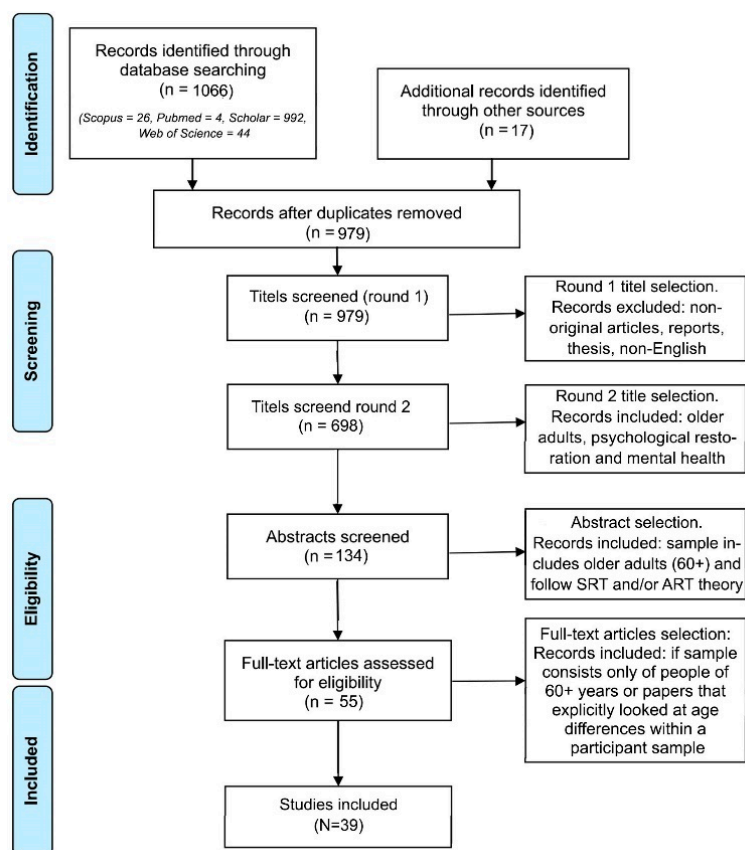 Identification
Records identified through
database searching
(n = 1066)
(Scopus = 26, Pubmed = 4, Scholar = 992,
Web of Science = 44
Additional records identified
through other sources
(n = 17)
Records after duplicates removed
(n = 979)
Screening
Titels screened (round 1)
n = 979)
Round 1 titel selection.
Records excluded: non-
original articles, reports,
thesis, non-English
Titels screend round 2
n = 698)
Round 2 title selection.
Records included: older
adults, psychological resto-
ration and mental health
Eligibility
Abstracts screened
n = 134)
Abstract selection.
Records included: sample in-
cludes older adults (60+) and
follow SRT and/or ART theory
Full-text articles assessed
for eligibility
(n = 55)
Full-text articles selection:
Records included: if sample
consists only of people of
60+ years or papers that
explicitly looked at age
differences within a
participant sample
Included
Studies included
(N=39)